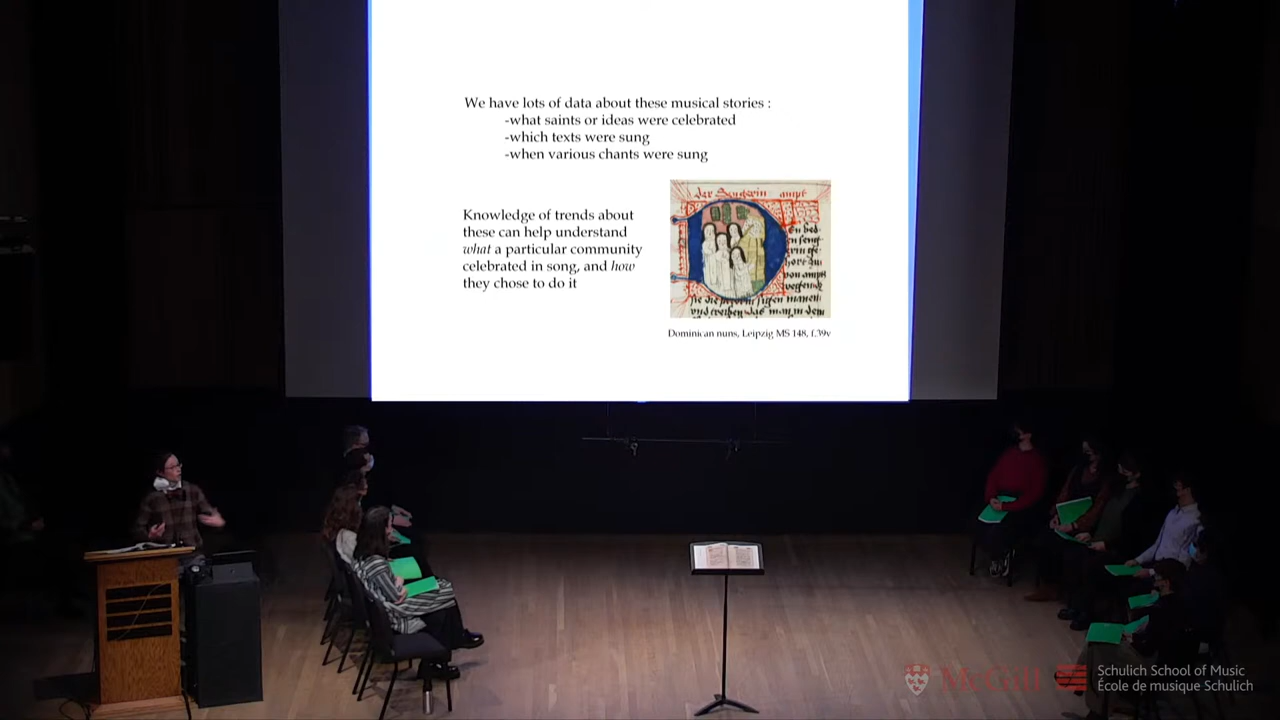 We have lots of data about these musical stories :
-what saints or ideas were celebrated
-which texts were sung
-when various chants were sung
Knowledge of trends about
these can help understand
what a particular community
celebrated in song, and how
they chose to do it
der Sengerin ampt
Dominican nuns, Leipzig MS 148, f.39v
McGill
Schulich School of Music
École de musique Schulich